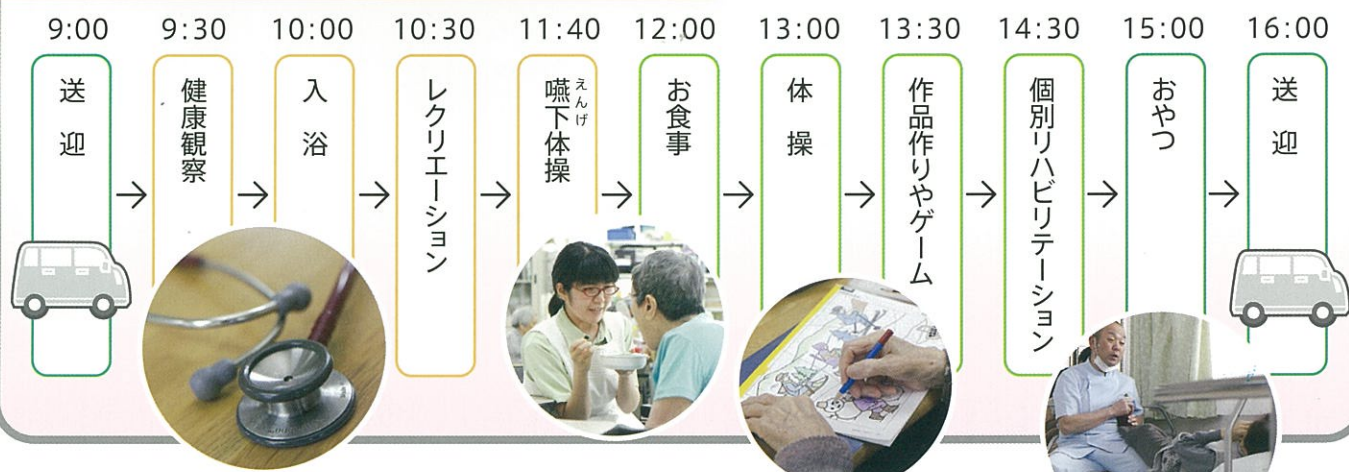 9:00 9:30 10:00 10:30 11:40 12:00 13:00 13:30 14:30 15:00 16:00
送迎
健康観察
入浴
レクリエーション
嚥下体操
えんげ
お食事
体操
作品作りやゲーム
個別リハビリテーション
おやつ
送迎